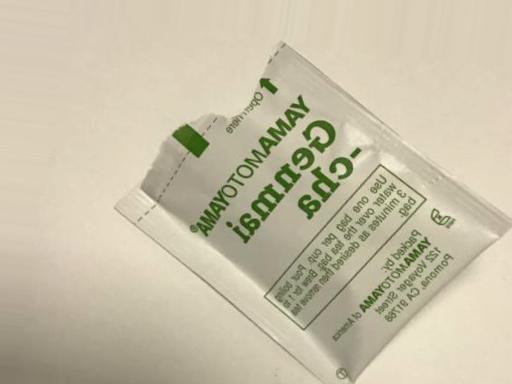 Open Here
YAMAMOTOYAMA®
Genmai
-cha
Use one bag per cup. Pour boiling
water over the tea bag. Brew for 1 to
3 minutes as desired then remove tea
bag.
Packed by:
YAMAMOTOYAMA of America
122 Voyager Street
Pomona, CA 91768